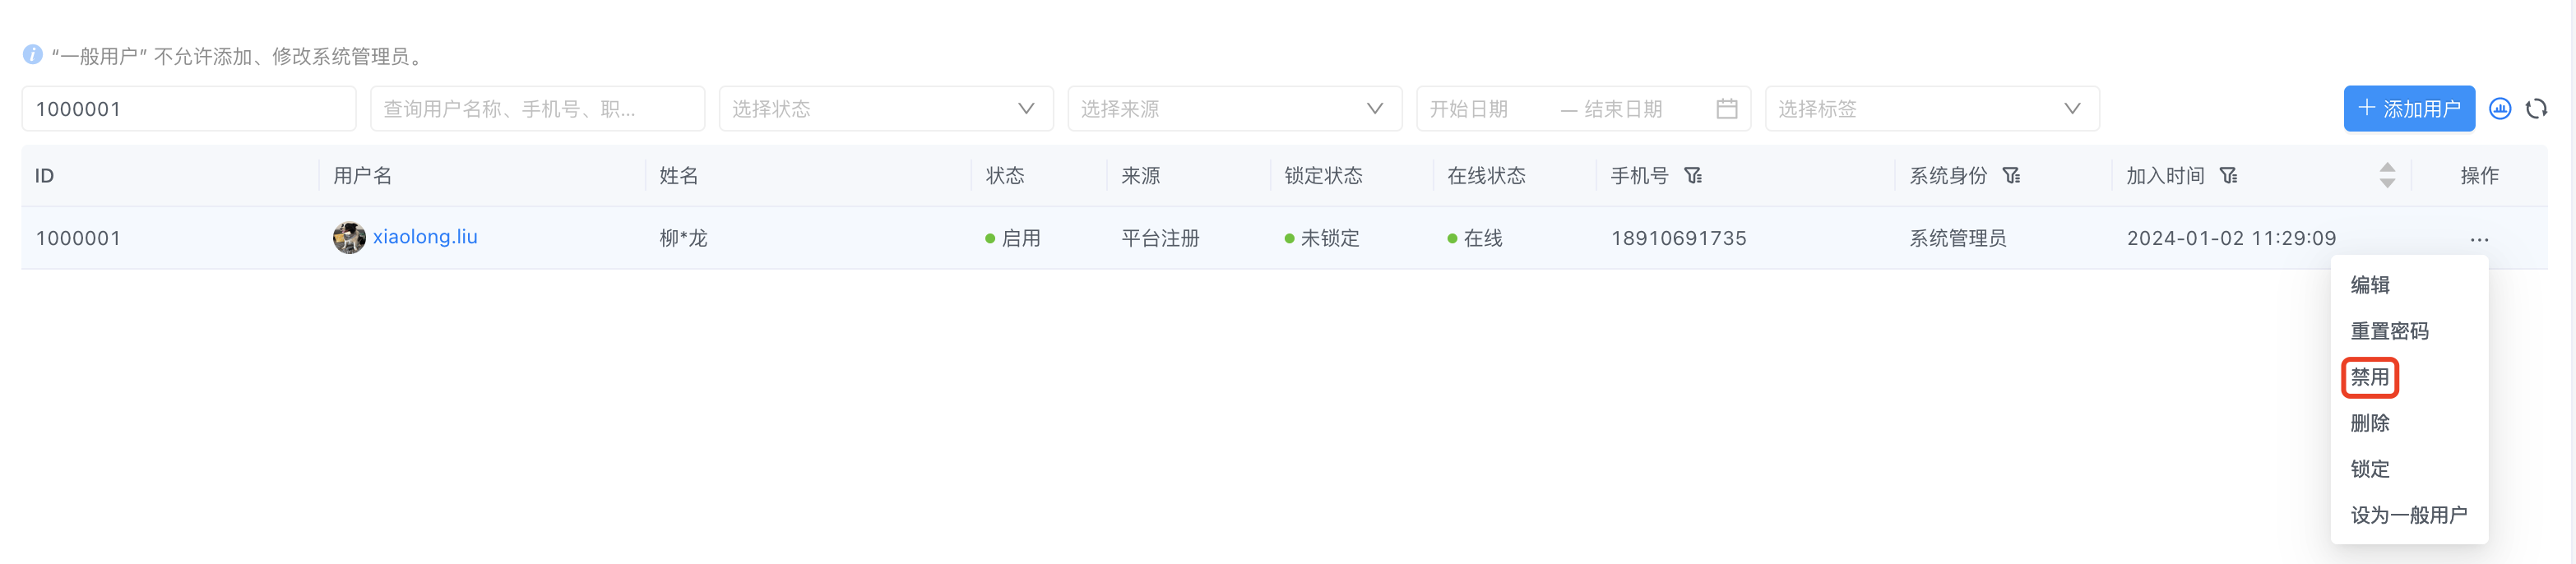 “一般用户” 不允许添加、修改系统管理员。
1000001 查询用户名称、手机号、职... 选择状态 选择来源 开始日期 — 结束日期 选择标签 + 添加用户
ID 用户名 姓名 状态 来源 锁定状态 在线状态 手机号 系统身份 加入时间 操作
1000001 xiaolong.liu 柳*龙 启用 平台注册 未锁定 在线 18910691735 系统管理员 2024-01-02 11:29:09 ...
编辑
重置密码
禁用
删除
锁定
设为一般用户